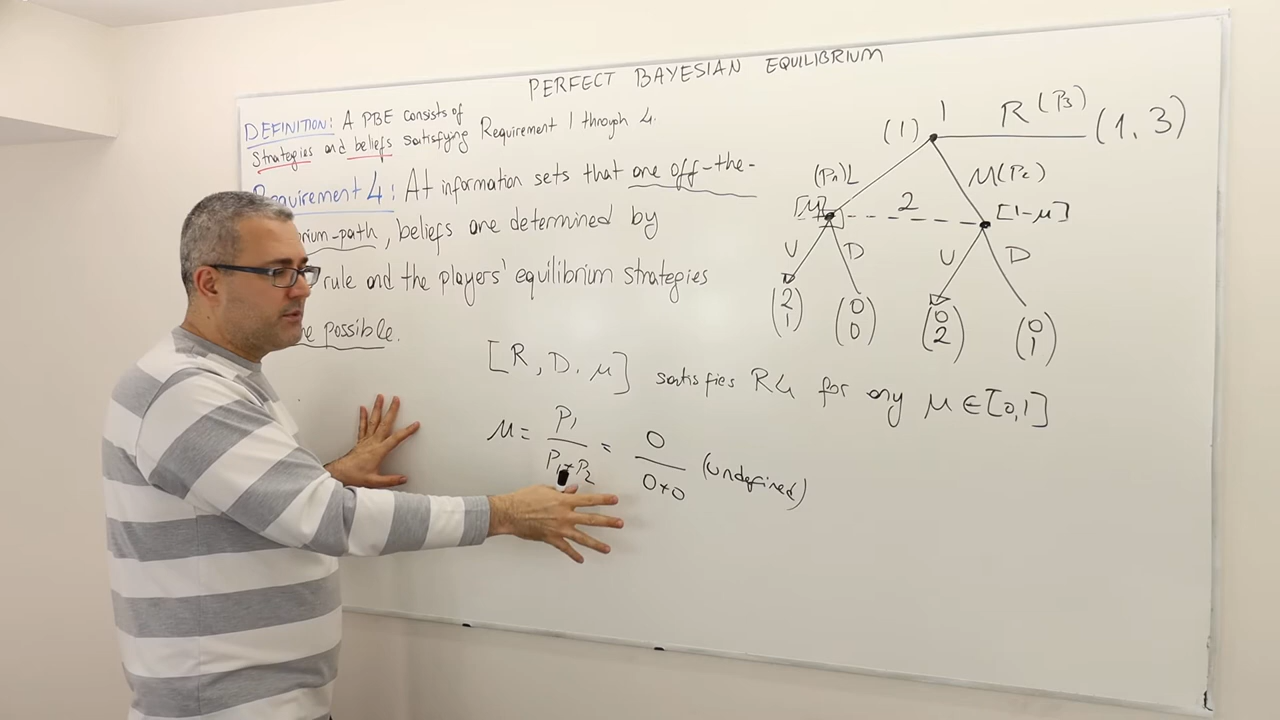 PERFECT BAYESIAN EQUILIBRIUM
DEFINITION: A PBE consists of
strategies and beliefs satisfying Requirement 1 through 4.
Requirement 4: At information sets that are off-the-
rium-path, beliefs are determined by
rule and the players' equilibrium strategies
possible.
[R, D, μ] satisfies R4 for any μ∈[0,1]
μ = P1 / P1+P2 = 0 / 0+0 (undefined)
(1) 1 R (P3) (1, 3)
(P1) L M (P2)
[μ] 2 [1-μ]
U D U D
(2 1) (0 0) (0 2) (0 1)